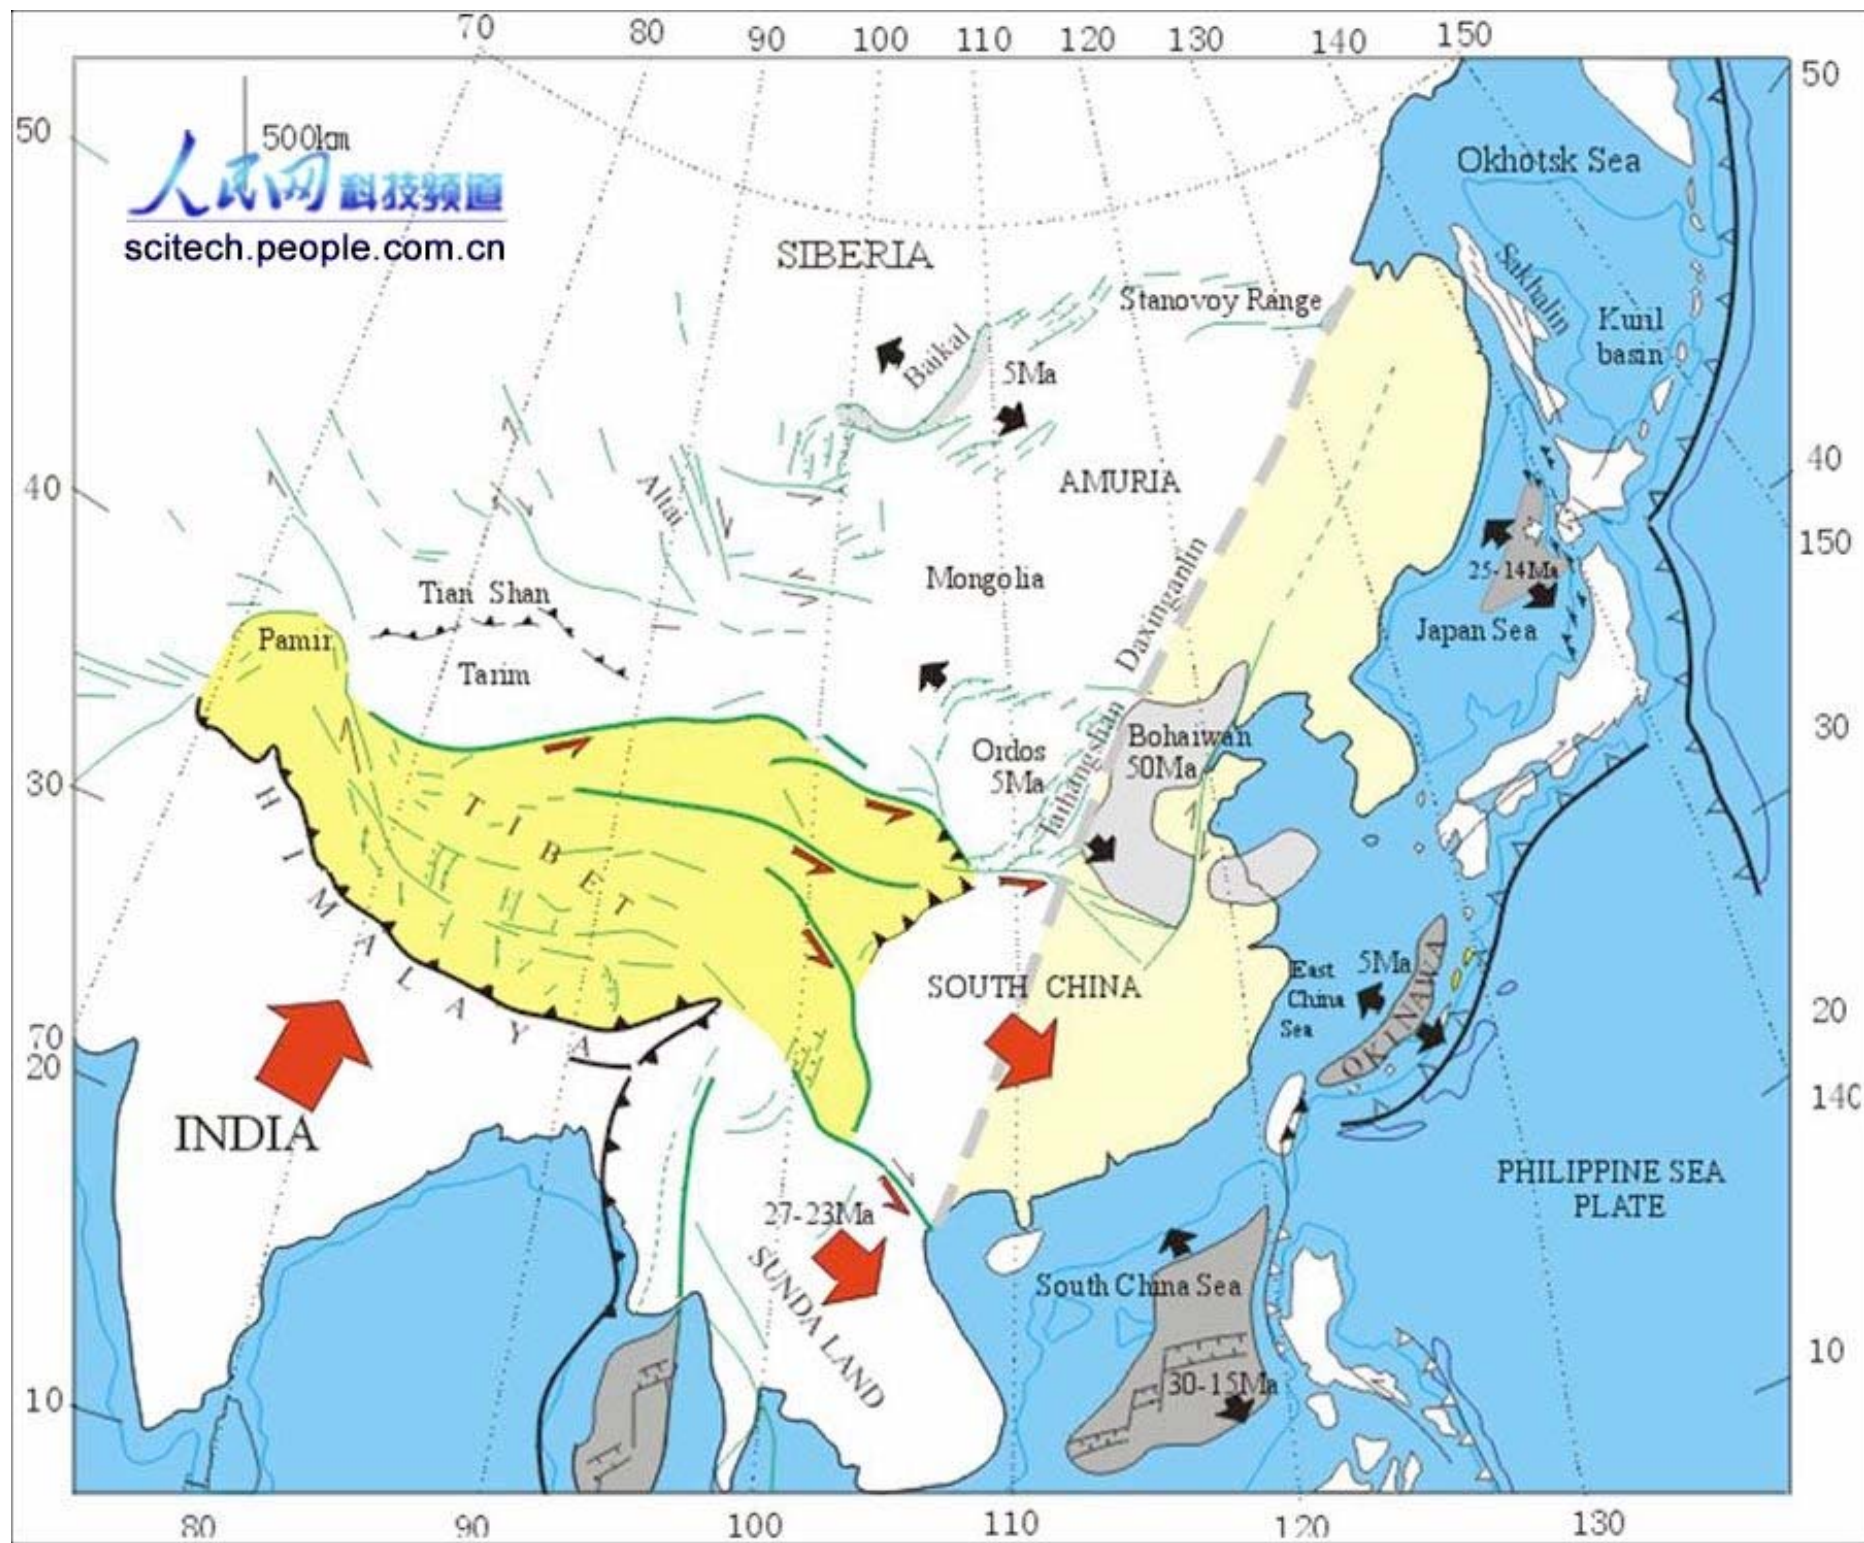 70 80 90 100 110 120 130 140 150
50
50
500km
人民网 科技频道
scitech.people.com.cn
Okhotsk Sea
SIBERIA
Sakhalin
Stanovoy Range
Kuril
basin
Baikal
5Ma
40
40
Altai
AMURIA
150
Mongolia
Tian Shan
25-14Ma
Daxinganlin
Japan Sea
Pamir
Tarim
30
30
Ordos
5Ma
Taihangshan
Bohaiwan
50Ma
TIBET
HIMALAYA
SOUTH CHINA
East
China
Sea
5Ma
OKINAWA
20
70
20
140
INDIA
PHILIPPINE SEA
PLATE
27-23Ma
SUNDA LAND
South China Sea
30-15Ma
10
10
80 90 100 110 120 130